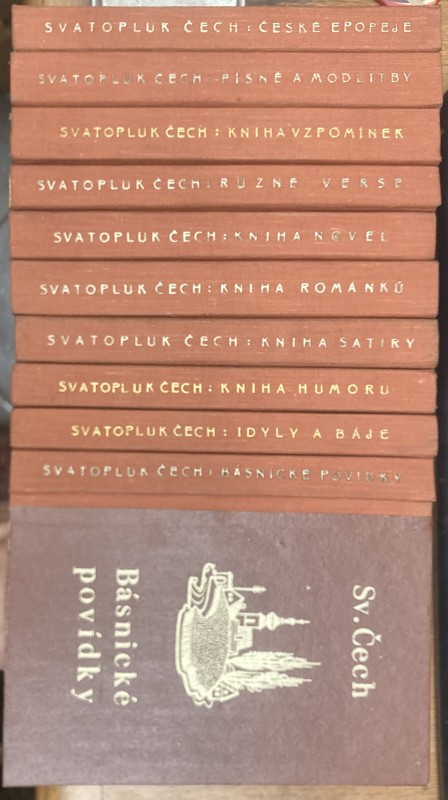 SVATOPLUK ČECH: ČESKÉ EPOPEJE
SVATOPLUK ČECH: PÍSNĚ A MODLITBY
SVATOPLUK ČECH: KNIHA VZPOMÍNEK
SVATOPLUK ČECH: RŮZNÉ VERŠE
SVATOPLUK ČECH: KNIHA NOVEL
SVATOPLUK ČECH: KNIHA ROMÁNKŮ
SVATOPLUK ČECH: KNIHA SATIRY
SVATOPLUK ČECH: KNIHA HUMORU
SVATOPLUK ČECH: IDYLY A BÁJE
SVATOPLUK ČECH: BÁSNICKÉ POVÍDKY
Sv. Čech
Básnické
povídky